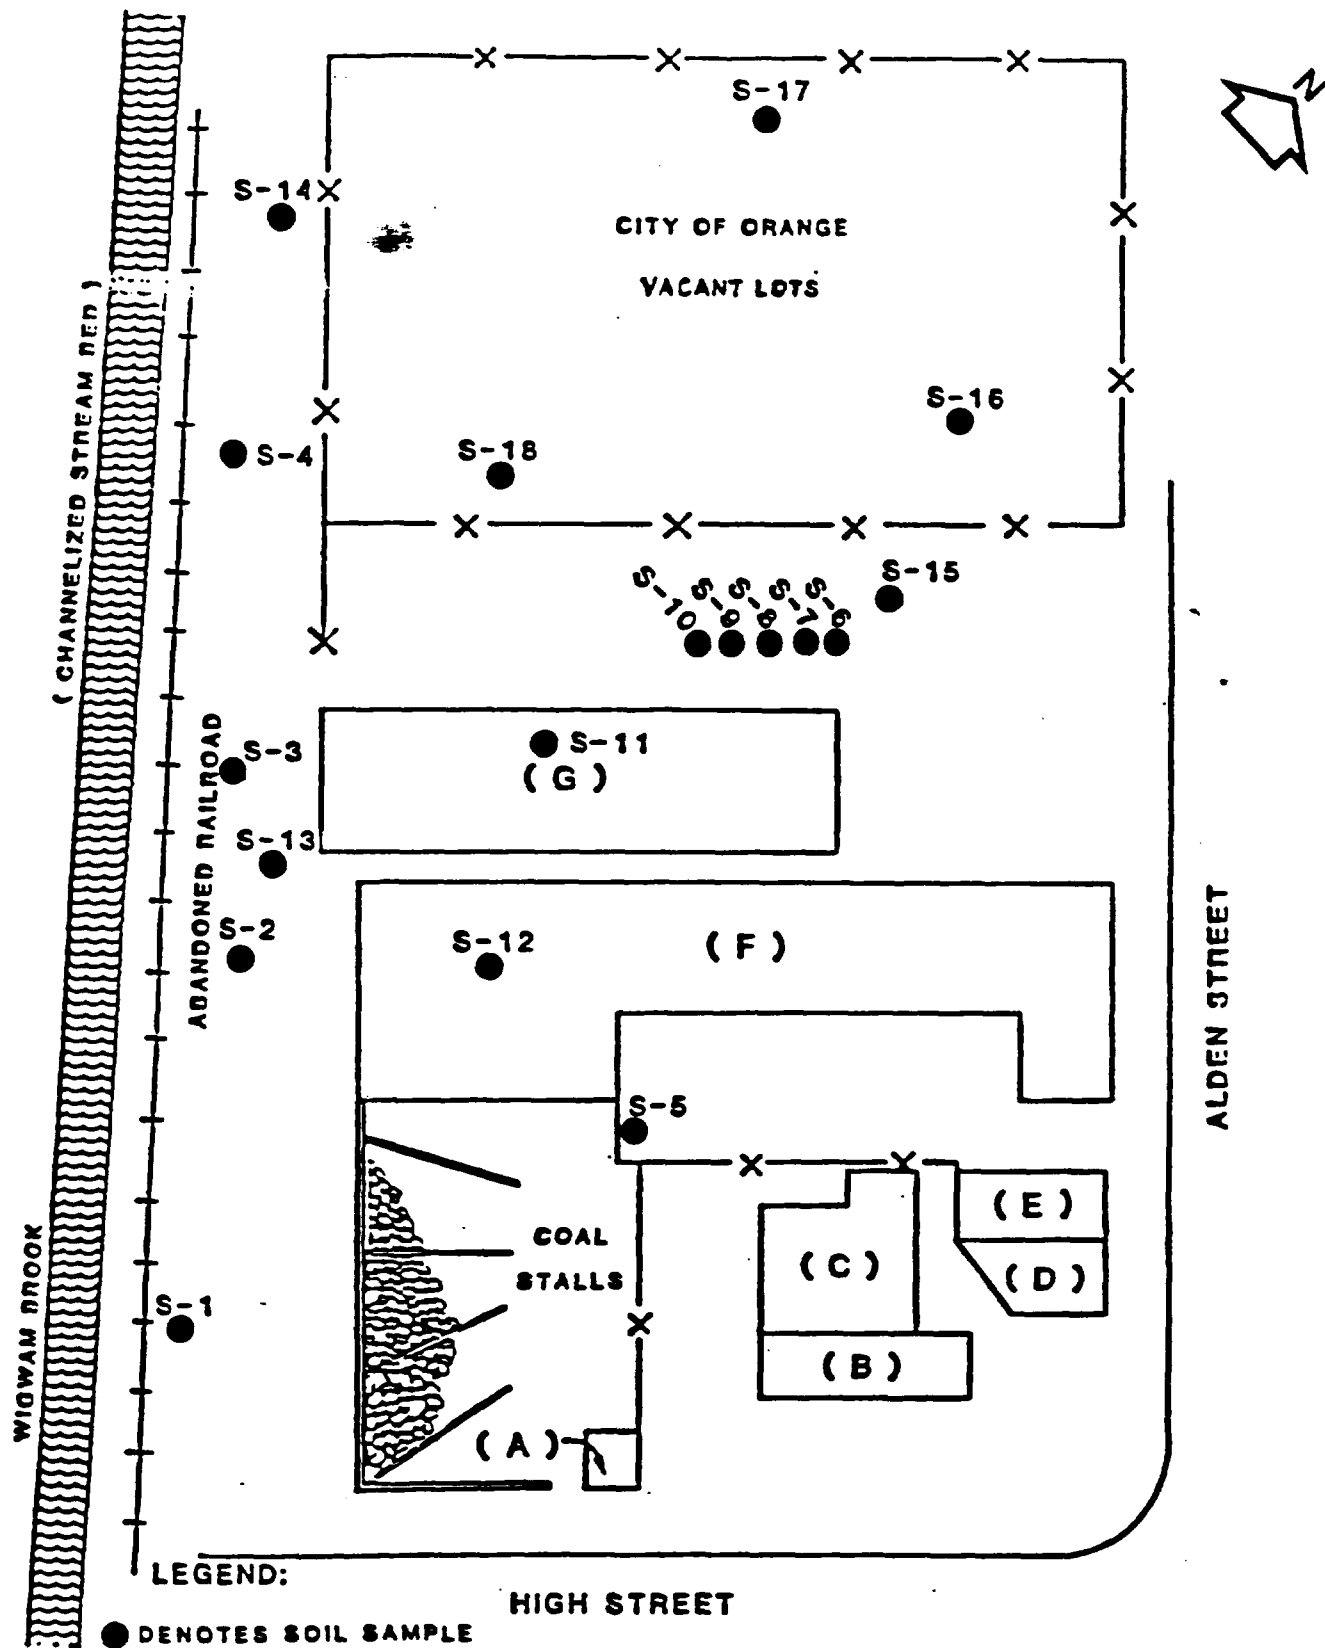 N
S-17
S-14
CITY OF ORANGE
VACANT LOTS
(CHANNELIZED STREAM BED)
S-16
S-4
S-18
S-15
S-10
S-9
S-8
S-7
S-6
S-3
S-11
(G)
ABANDONED RAILROAD
S-13
S-2
S-12
(F)
ALDEN STREET
S-5
(E)
COAL
STALLS
(C)
(D)
WIGWAM BROOK
S-1
(B)
(A)
LEGEND:
HIGH STREET
DENOTES SOIL SAMPLE